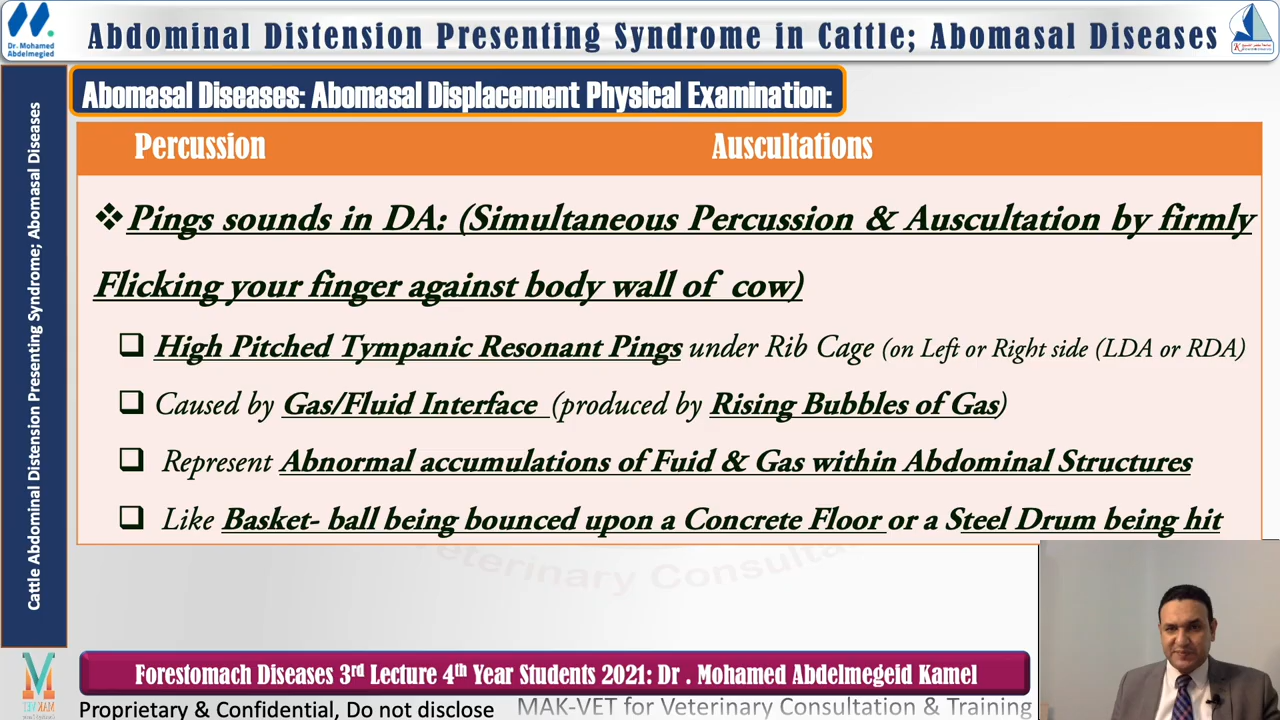 Dr. Mohamed
Abdelmegied
Abdominal Distension Presenting Syndrome in Cattle; Abomasal Diseases
Cattle Abdominal Distension Presenting Syndrome; Abomasal Diseases
Abomasal Diseases: Abomasal Displacement Physical Examination:
Percussion Auscultations
❖Pings sounds in DA: (Simultaneous Percussion & Auscultation by firmly
Flicking your finger against body wall of cow)
❑ High Pitched Tympanic Resonant Pings under Rib Cage (on Left or Right side (LDA or RDA)
❑ Caused by Gas/Fluid Interface (produced by Rising Bubbles of Gas)
❑ Represent Abnormal accumulations of Fuid & Gas within Abdominal Structures
❑ Like Basket- ball being bounced upon a Concrete Floor or a Steel Drum being hit
Veterinary Consulta
Forestomach Diseases 3rd Lecture 4th Year Students 2021: Dr . Mohamed Abdelmegeid Kamel
MAK-VET
Proprietary & Confidential, Do not disclose
MAK-VET for Veterinary Consultation & Training